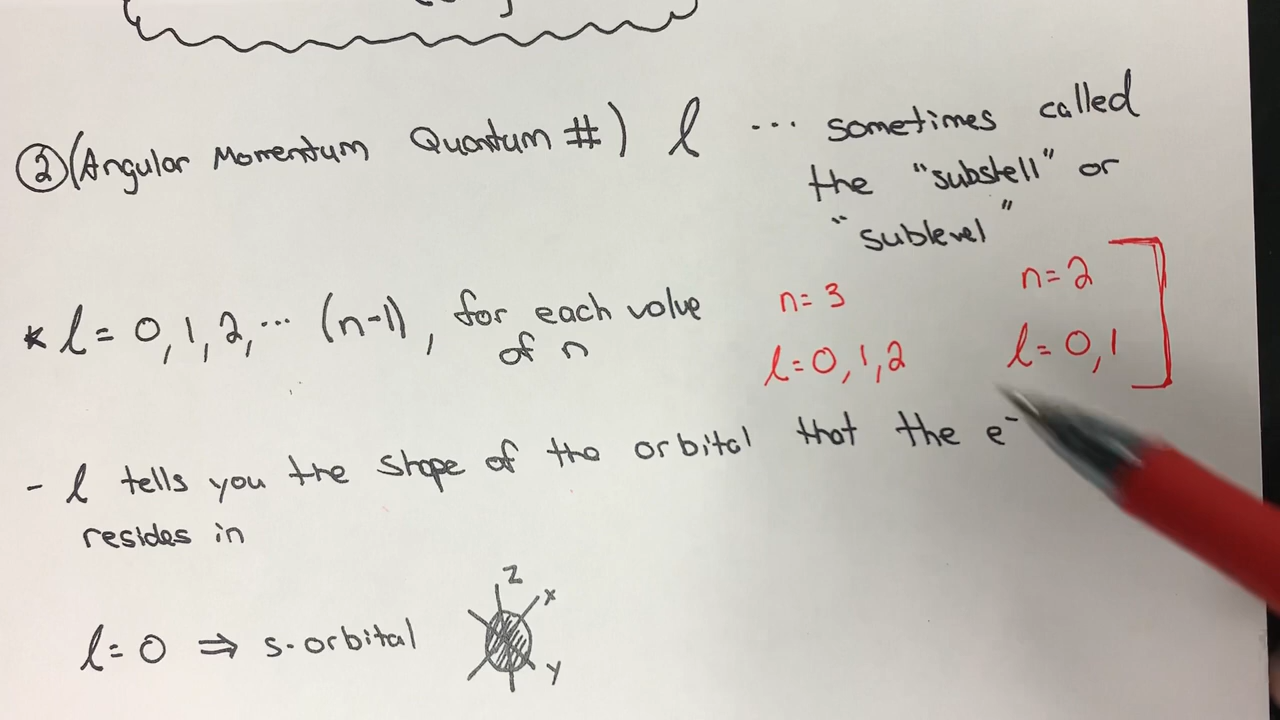 ② (Angular Momentum Quantum #) l ... sometimes called
the "subshell" or
"sublevel"
* l = 0, 1, 2, ... (n-1), for each value
of n
n = 3
l = 0, 1, 2
n = 2
l = 0, 1
- l tells you the shape of the orbital that the e⁻
resides in
l = 0 ⇒ s-orbital
z
x
y